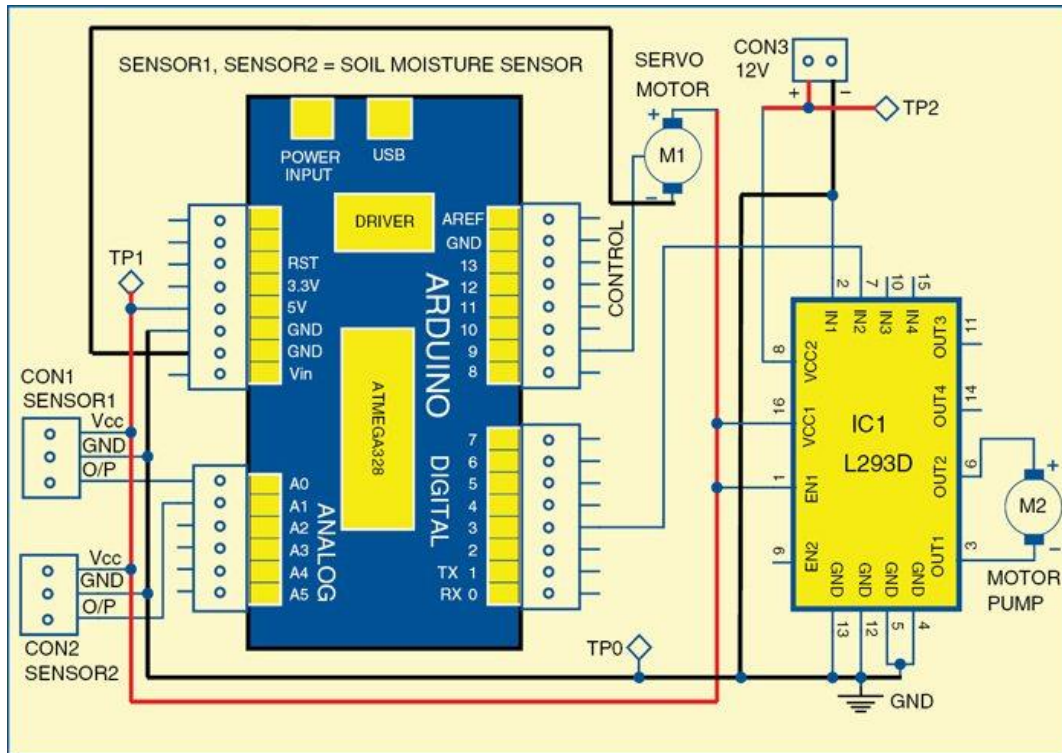 SENSOR1, SENSOR2 = SOIL MOISTURE SENSOR
SERVO
MOTOR
+
M1
−
CON3
12V
+
−
TP2
POWER
INPUT
USB
DRIVER
TP1
RST
3.3V
5V
GND
GND
Vin
AREF
GND
13
12
11
10
9
8
CONTROL
ARDUINO
ATMEGA328
CON1
SENSOR1
Vcc
GND
O/P
A0
A1
A2
A3
A4
A5
ANALOG
DIGITAL
7
6
5
4
3
2
TX 1
RX 0
Vcc
GND
O/P
CON2
SENSOR2
TP0
2
7
10
15
IN1
IN2
IN3
IN4
8
VCC2
16
VCC1
1
EN1
9
EN2
IC1
L293D
OUT3
11
OUT4
14
OUT2
6
OUT1
3
GND
GND
GND
GND
13
12
5
4
+
M2
−
MOTOR
PUMP
GND